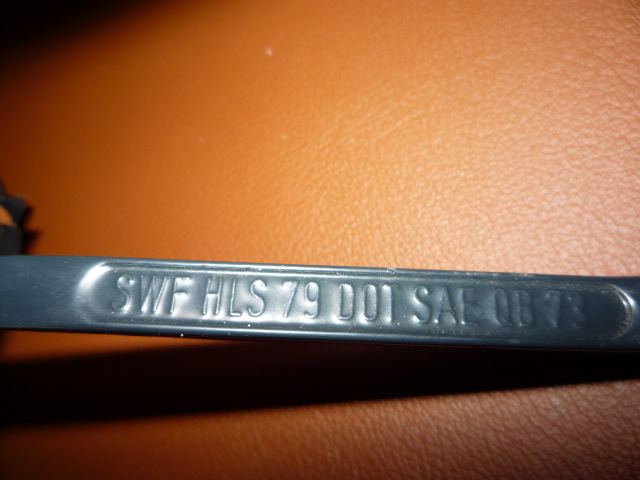 SWF HLS 79 D01 SAE QB 73